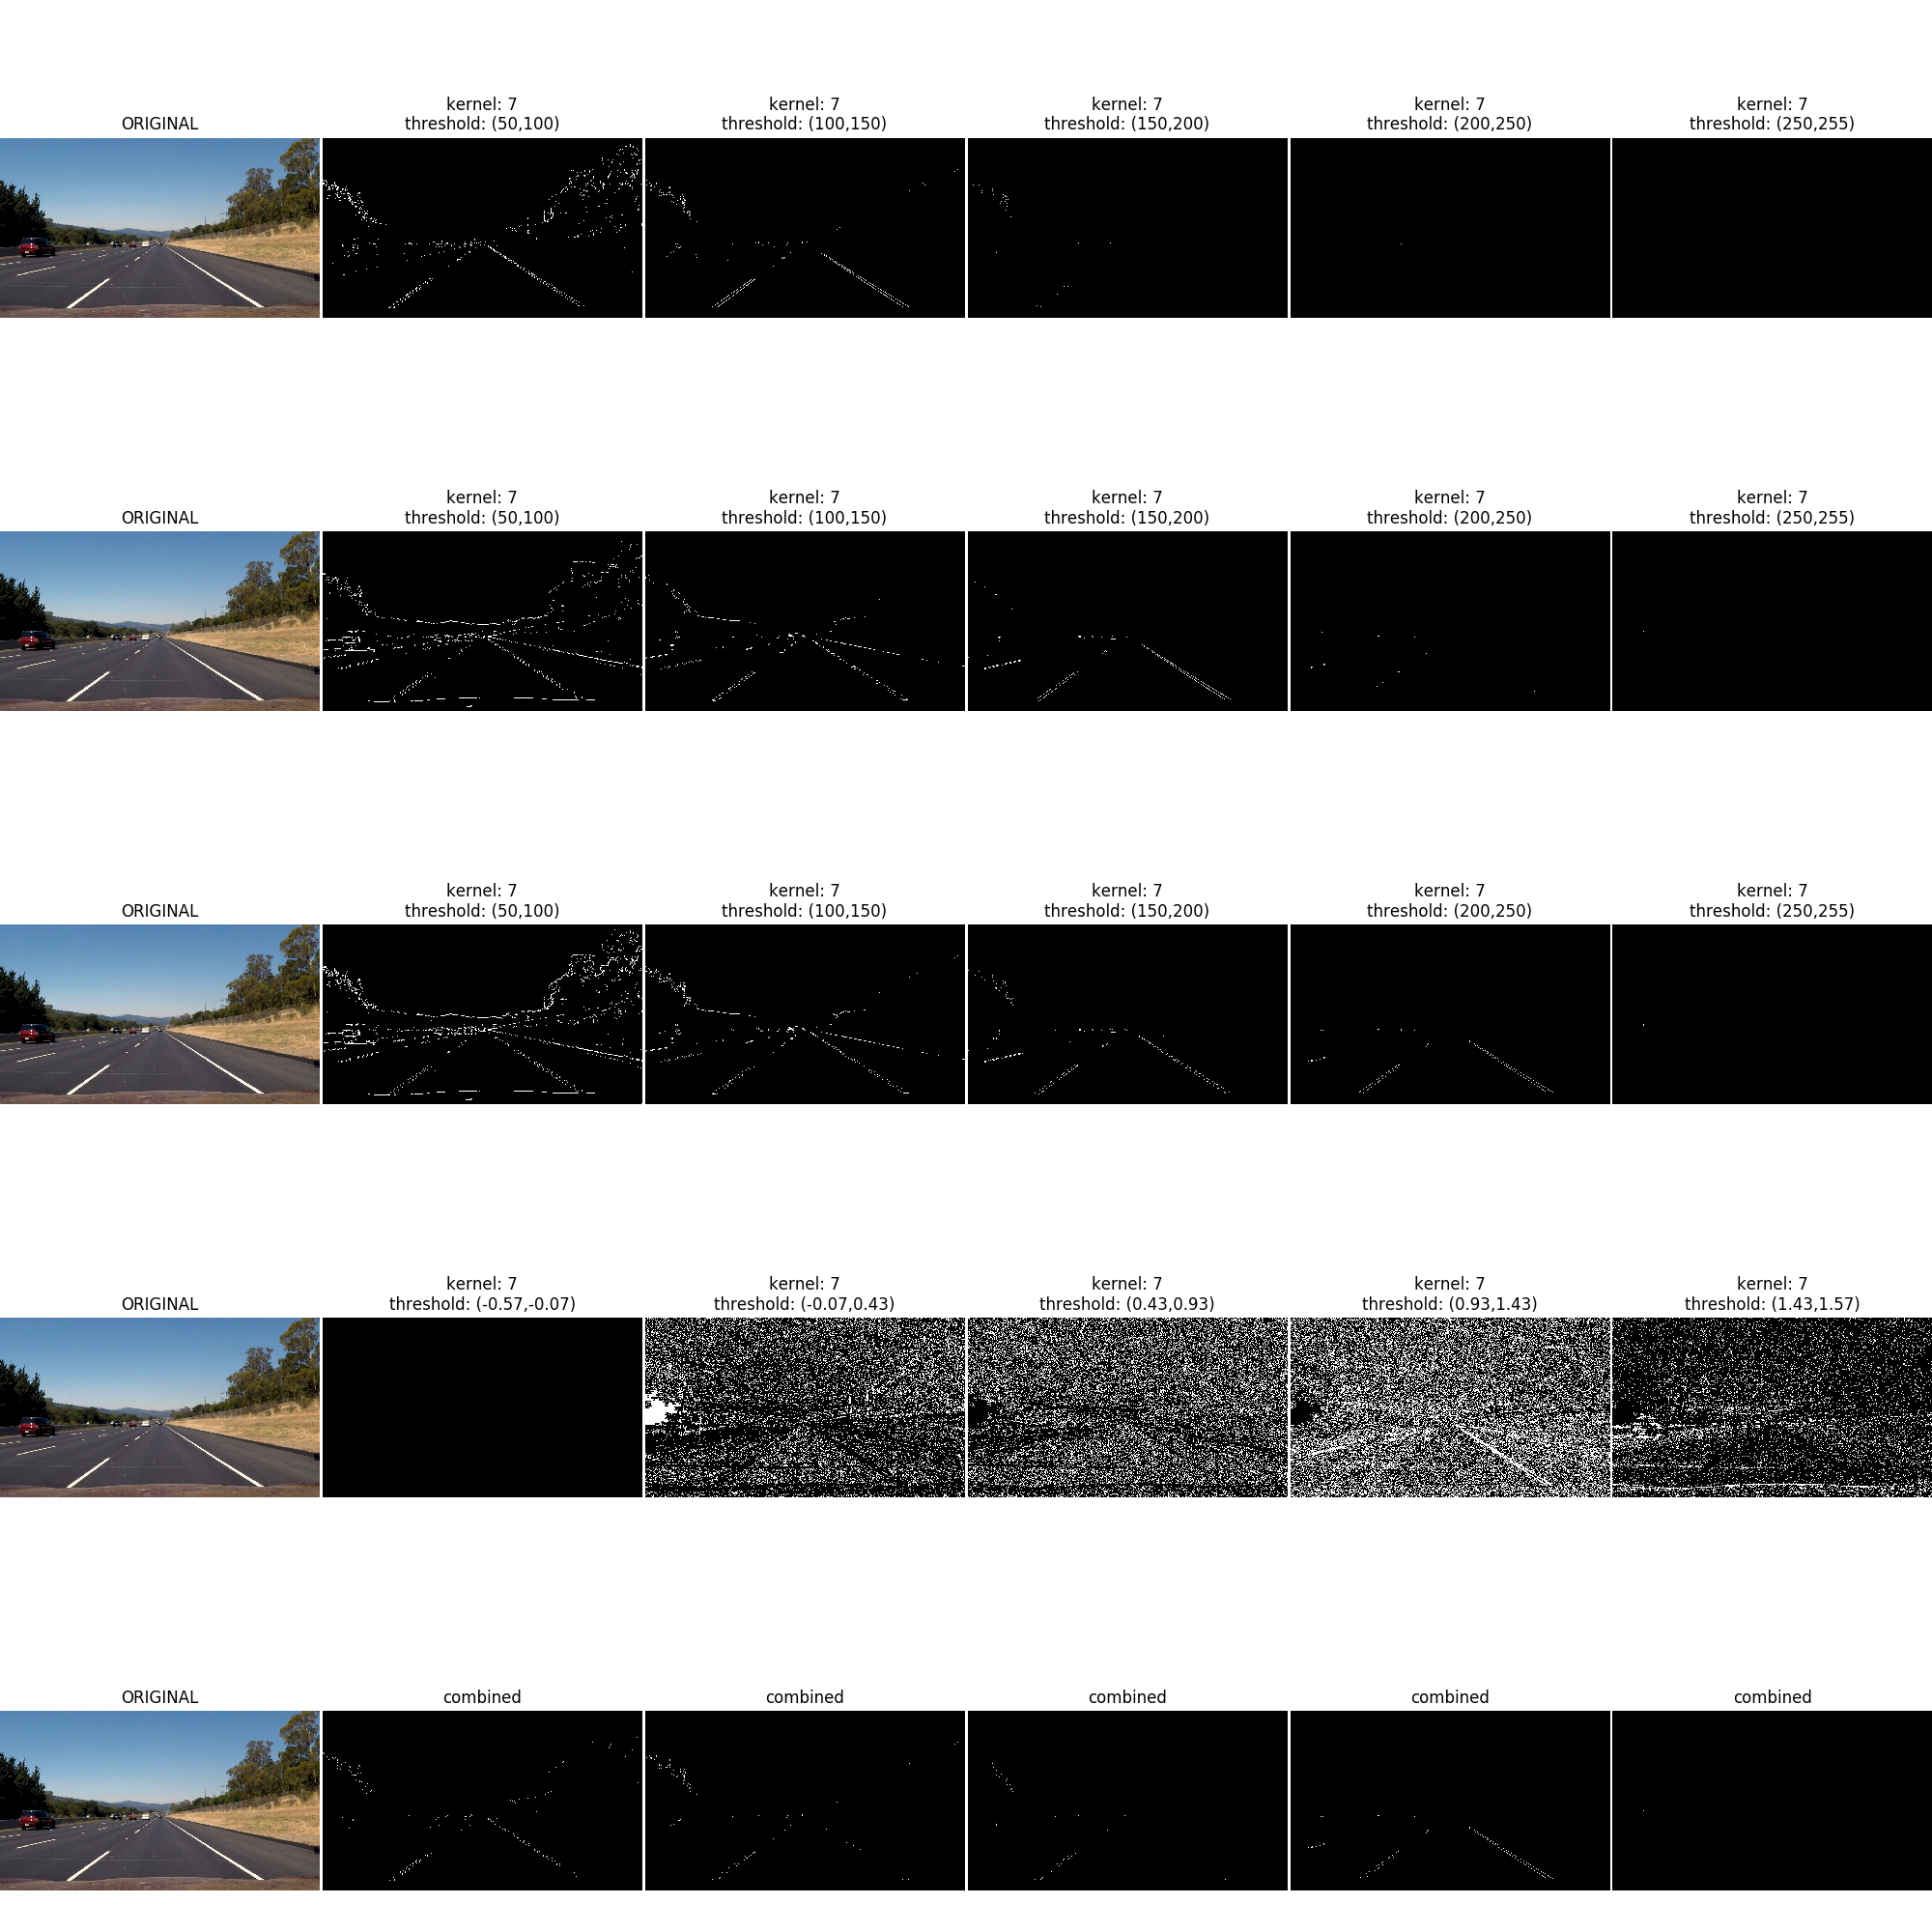 ORIGINAL
kernel: 7
threshold: (50,100)
kernel: 7
threshold: (100,150)
kernel: 7
threshold: (150,200)
kernel: 7
threshold: (200,250)
kernel: 7
threshold: (250,255)
ORIGINAL
kernel: 7
threshold: (50,100)
kernel: 7
threshold: (100,150)
kernel: 7
threshold: (150,200)
kernel: 7
threshold: (200,250)
kernel: 7
threshold: (250,255)
ORIGINAL
kernel: 7
threshold: (50,100)
kernel: 7
threshold: (100,150)
kernel: 7
threshold: (150,200)
kernel: 7
threshold: (200,250)
kernel: 7
threshold: (250,255)
ORIGINAL
kernel: 7
threshold: (-0.57,-0.07)
kernel: 7
threshold: (-0.07,0.43)
kernel: 7
threshold: (0.43,0.93)
kernel: 7
threshold: (0.93,1.43)
kernel: 7
threshold: (1.43,1.57)
ORIGINAL
combined
combined
combined
combined
combined